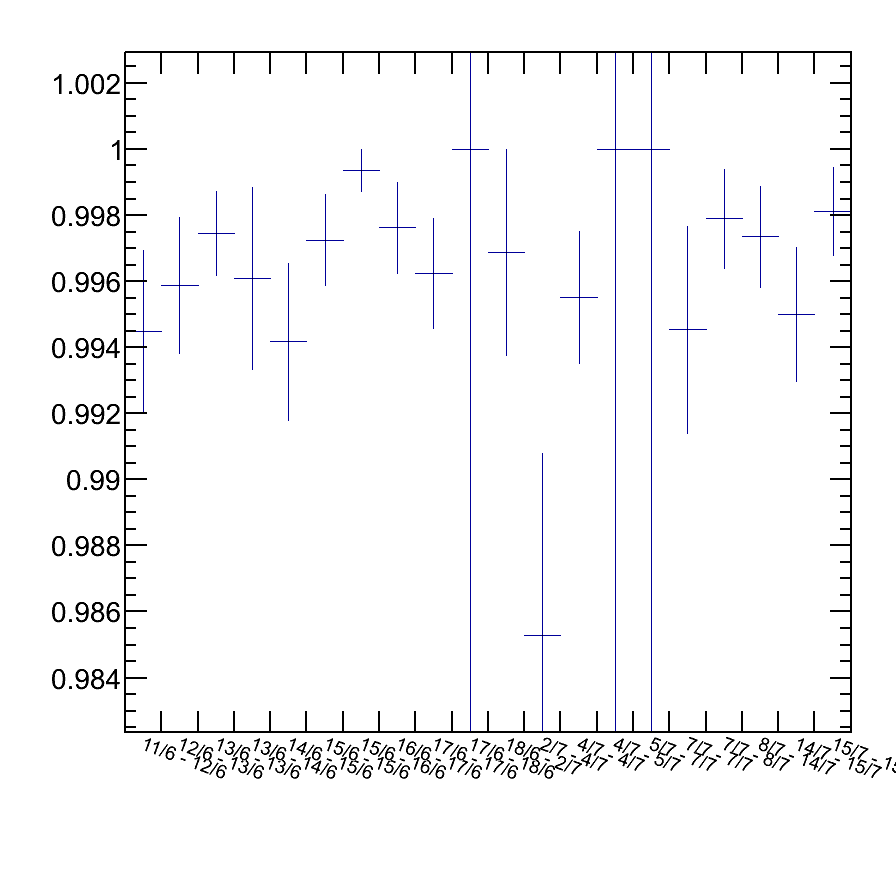 1.002
1
0.998
0.996
0.994
0.992
0.99
0.988
0.986
0.984
11/6 - 12/6
12/6 - 13/6
13/6 - 13/6
13/6 - 14/6
14/6 - 15/6
15/6 - 15/6
15/6 - 16/6
16/6 - 17/6
17/6 - 17/6
17/6 - 18/6
18/6 - 2/7
2/7 - 4/7
4/7 - 4/7
4/7 - 5/7
5/7 - 7/7
7/7 - 7/7
7/7 - 8/7
8/7 - 14/7
14/7 - 15/7
15/7 -